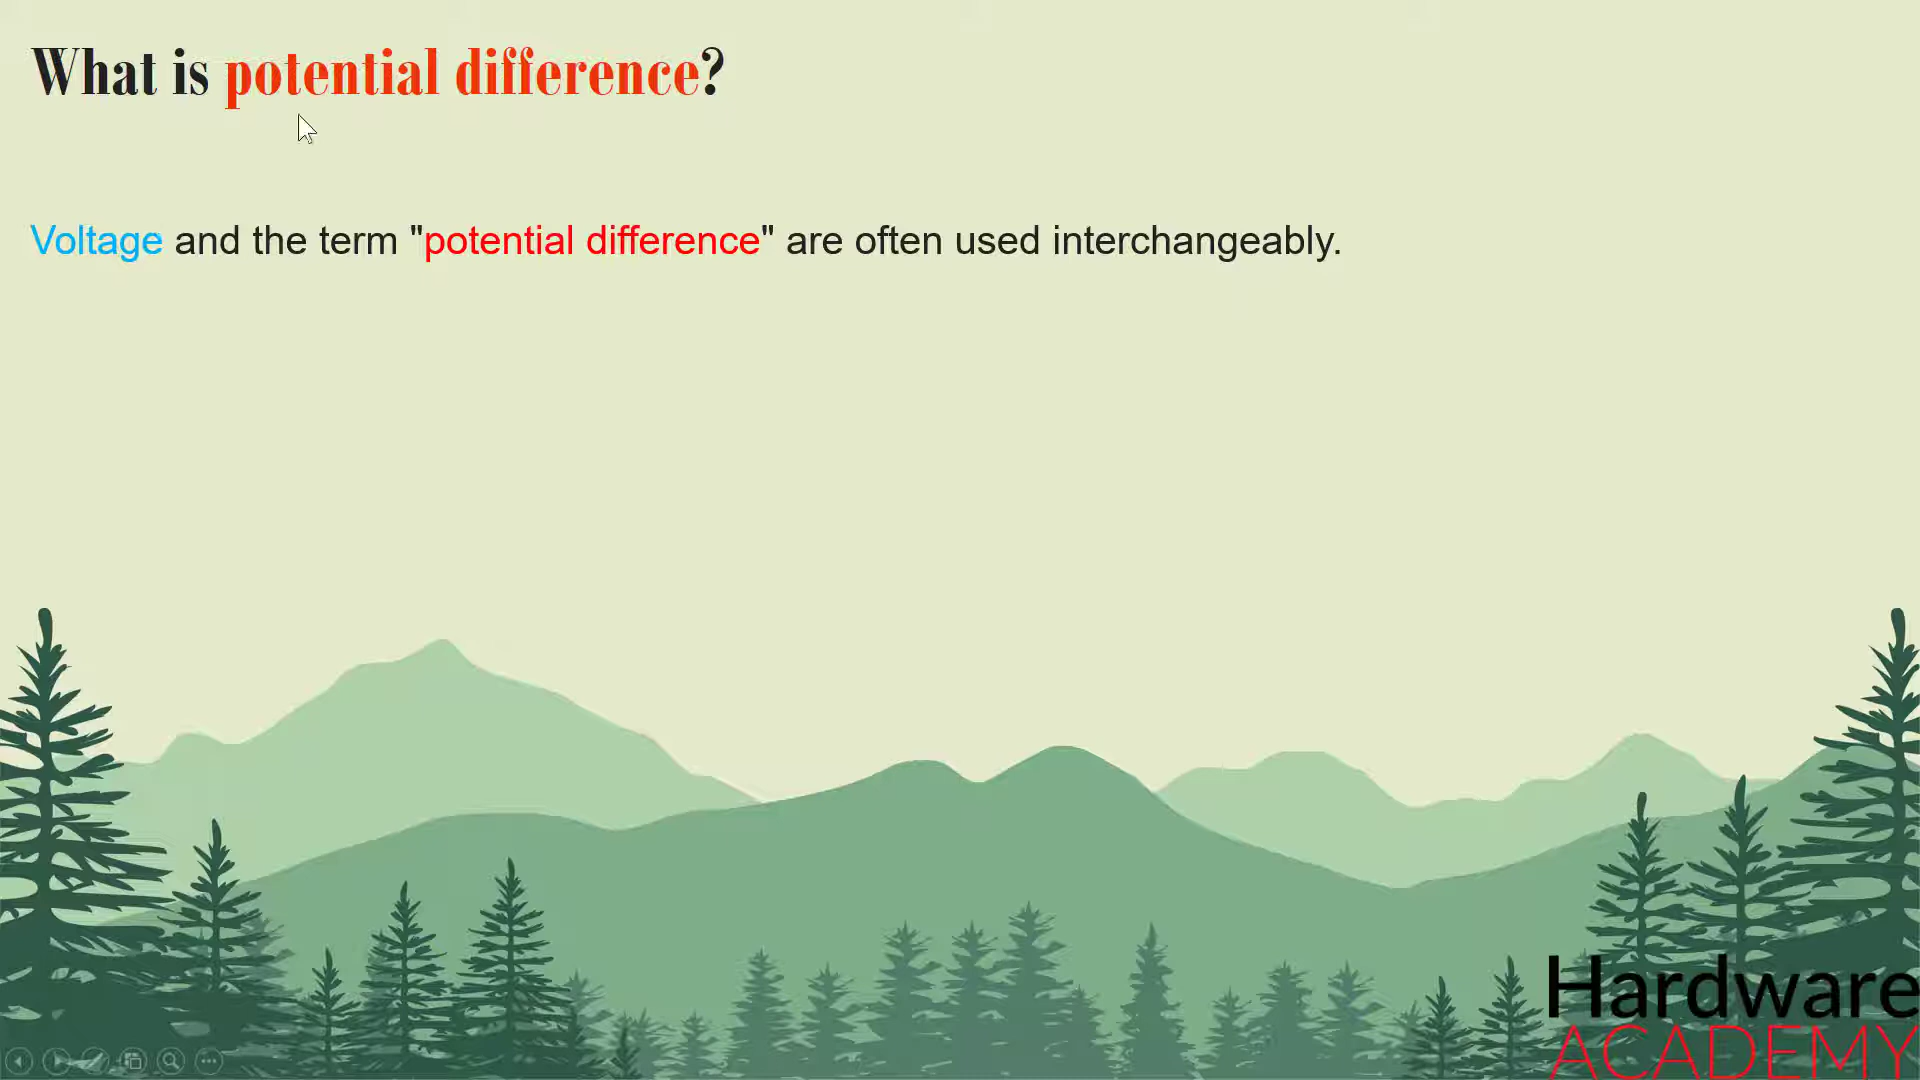 What is potential difference?
Voltage and the term "potential difference" are often used interchangeably.
Hardware
ACADEMY